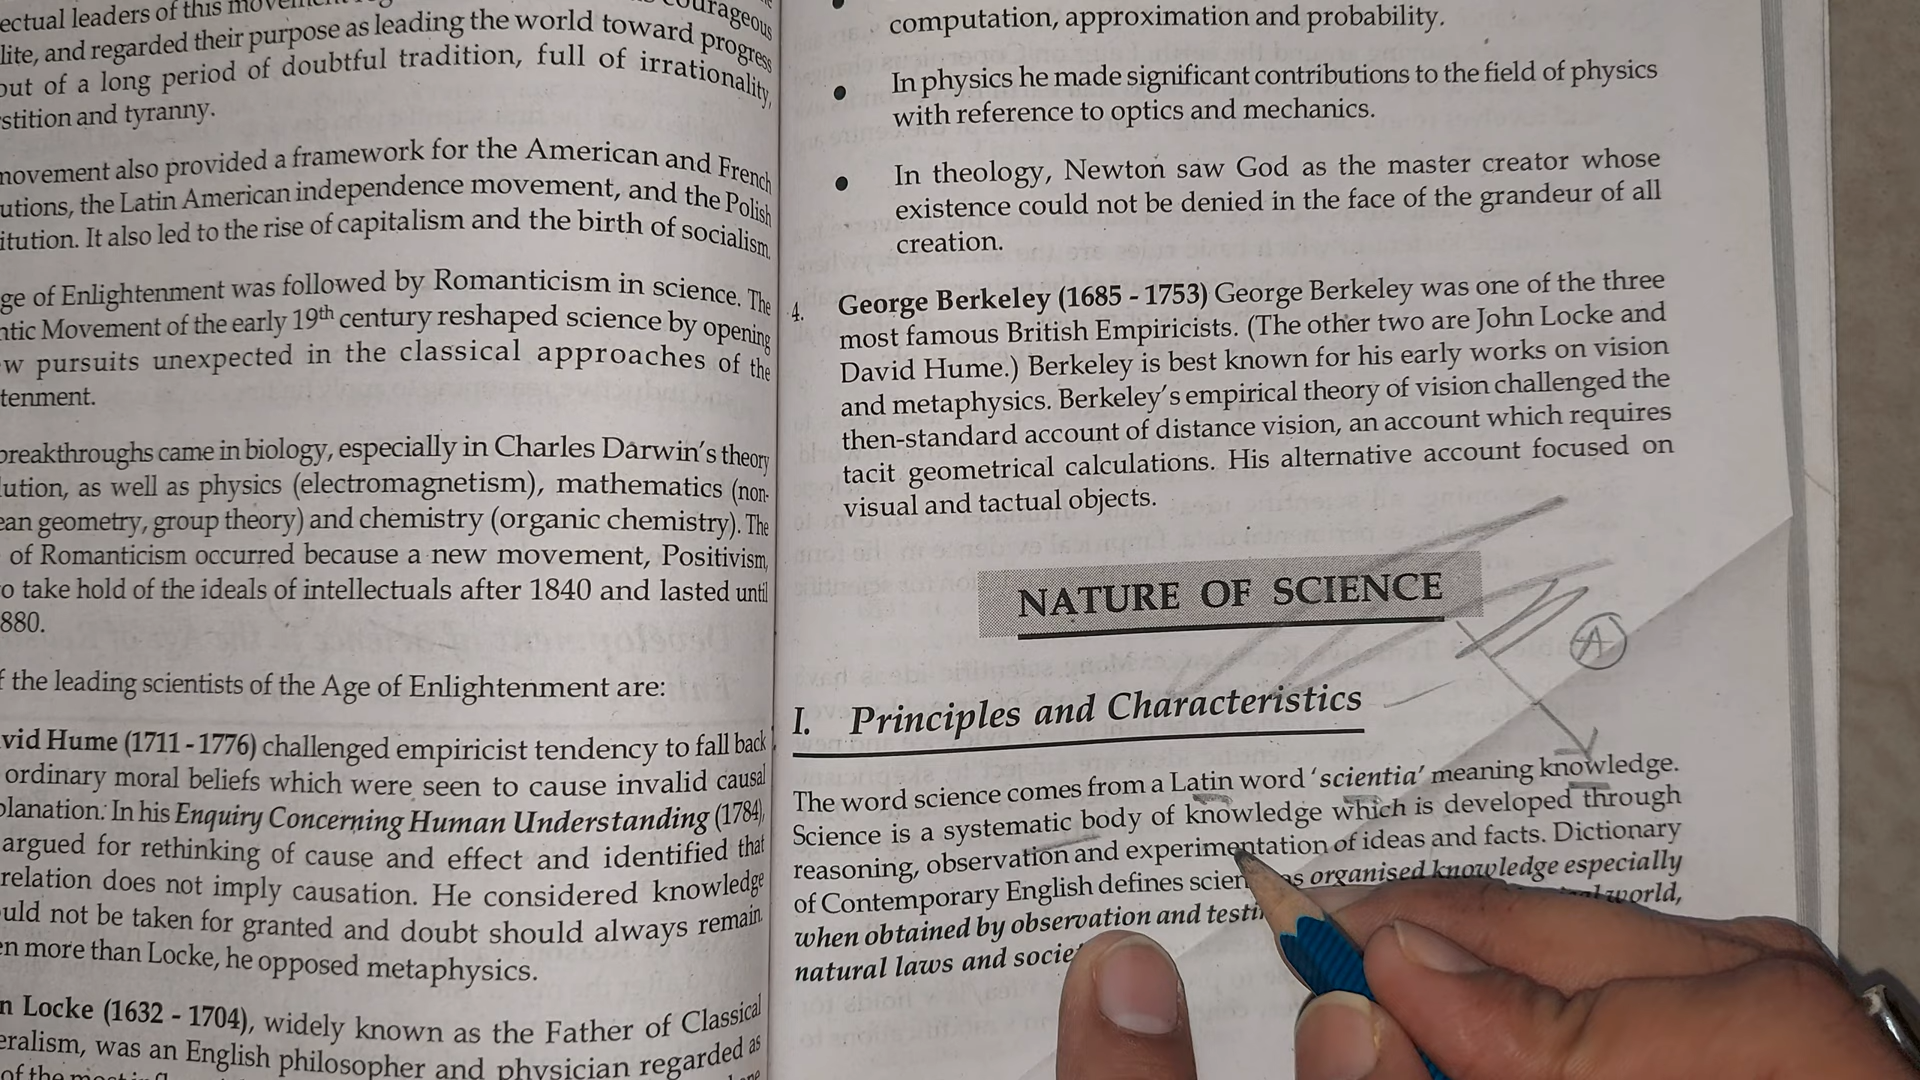 ectual leaders of this movement courageous
lite, and regarded their purpose as leading the world toward progress
out of a long period of doubtful tradition, full of irrationality,
stition and tyranny.
movement also provided a framework for the American and French
utions, the Latin American independence movement, and the Polish
itution. It also led to the rise of capitalism and the birth of socialism.
ge of Enlightenment was followed by Romanticism in science. The
ntic Movement of the early 19th century reshaped science by opening
w pursuits unexpected in the classical approaches of the
tenment.
breakthroughs came in biology, especially in Charles Darwin's theory
lution, as well as physics (electromagnetism), mathematics (non-
ean geometry, group theory) and chemistry (organic chemistry). The
of Romanticism occurred because a new movement, Positivism,
o take hold of the ideals of intellectuals after 1840 and lasted until
880.
f the leading scientists of the Age of Enlightenment are:
vid Hume (1711 - 1776) challenged empiricist tendency to fall back
ordinary moral beliefs which were seen to cause invalid causal
planation. In his Enquiry Concerning Human Understanding (1784),
argued for rethinking of cause and effect and identified that
relation does not imply causation. He considered knowledge
uld not be taken for granted and doubt should always remain.
en more than Locke, he opposed metaphysics.
n Locke (1632 - 1704), widely known as the Father of Classical
eralism, was an English philosopher and physician regarded as
of the most
computation, approximation and probability.
• In physics he made significant contributions to the field of physics
with reference to optics and mechanics.
• In theology, Newton saw God as the master creator whose
existence could not be denied in the face of the grandeur of all
creation.
4. George Berkeley (1685 - 1753) George Berkeley was one of the three
most famous British Empiricists. (The other two are John Locke and
David Hume.) Berkeley is best known for his early works on vision
and metaphysics. Berkeley's empirical theory of vision challenged the
then-standard account of distance vision, an account which requires
tacit geometrical calculations. His alternative account focused on
visual and tactual objects.
NATURE OF SCIENCE
A
I. Principles and Characteristics
The word science comes from a Latin word 'scientia' meaning knowledge.
Science is a systematic body of knowledge which is developed through
reasoning, observation and experimentation of ideas and facts. Dictionary
of Contemporary English defines scien as organised knowledge especially
when obtained by observation and testi world,
natural laws and socie